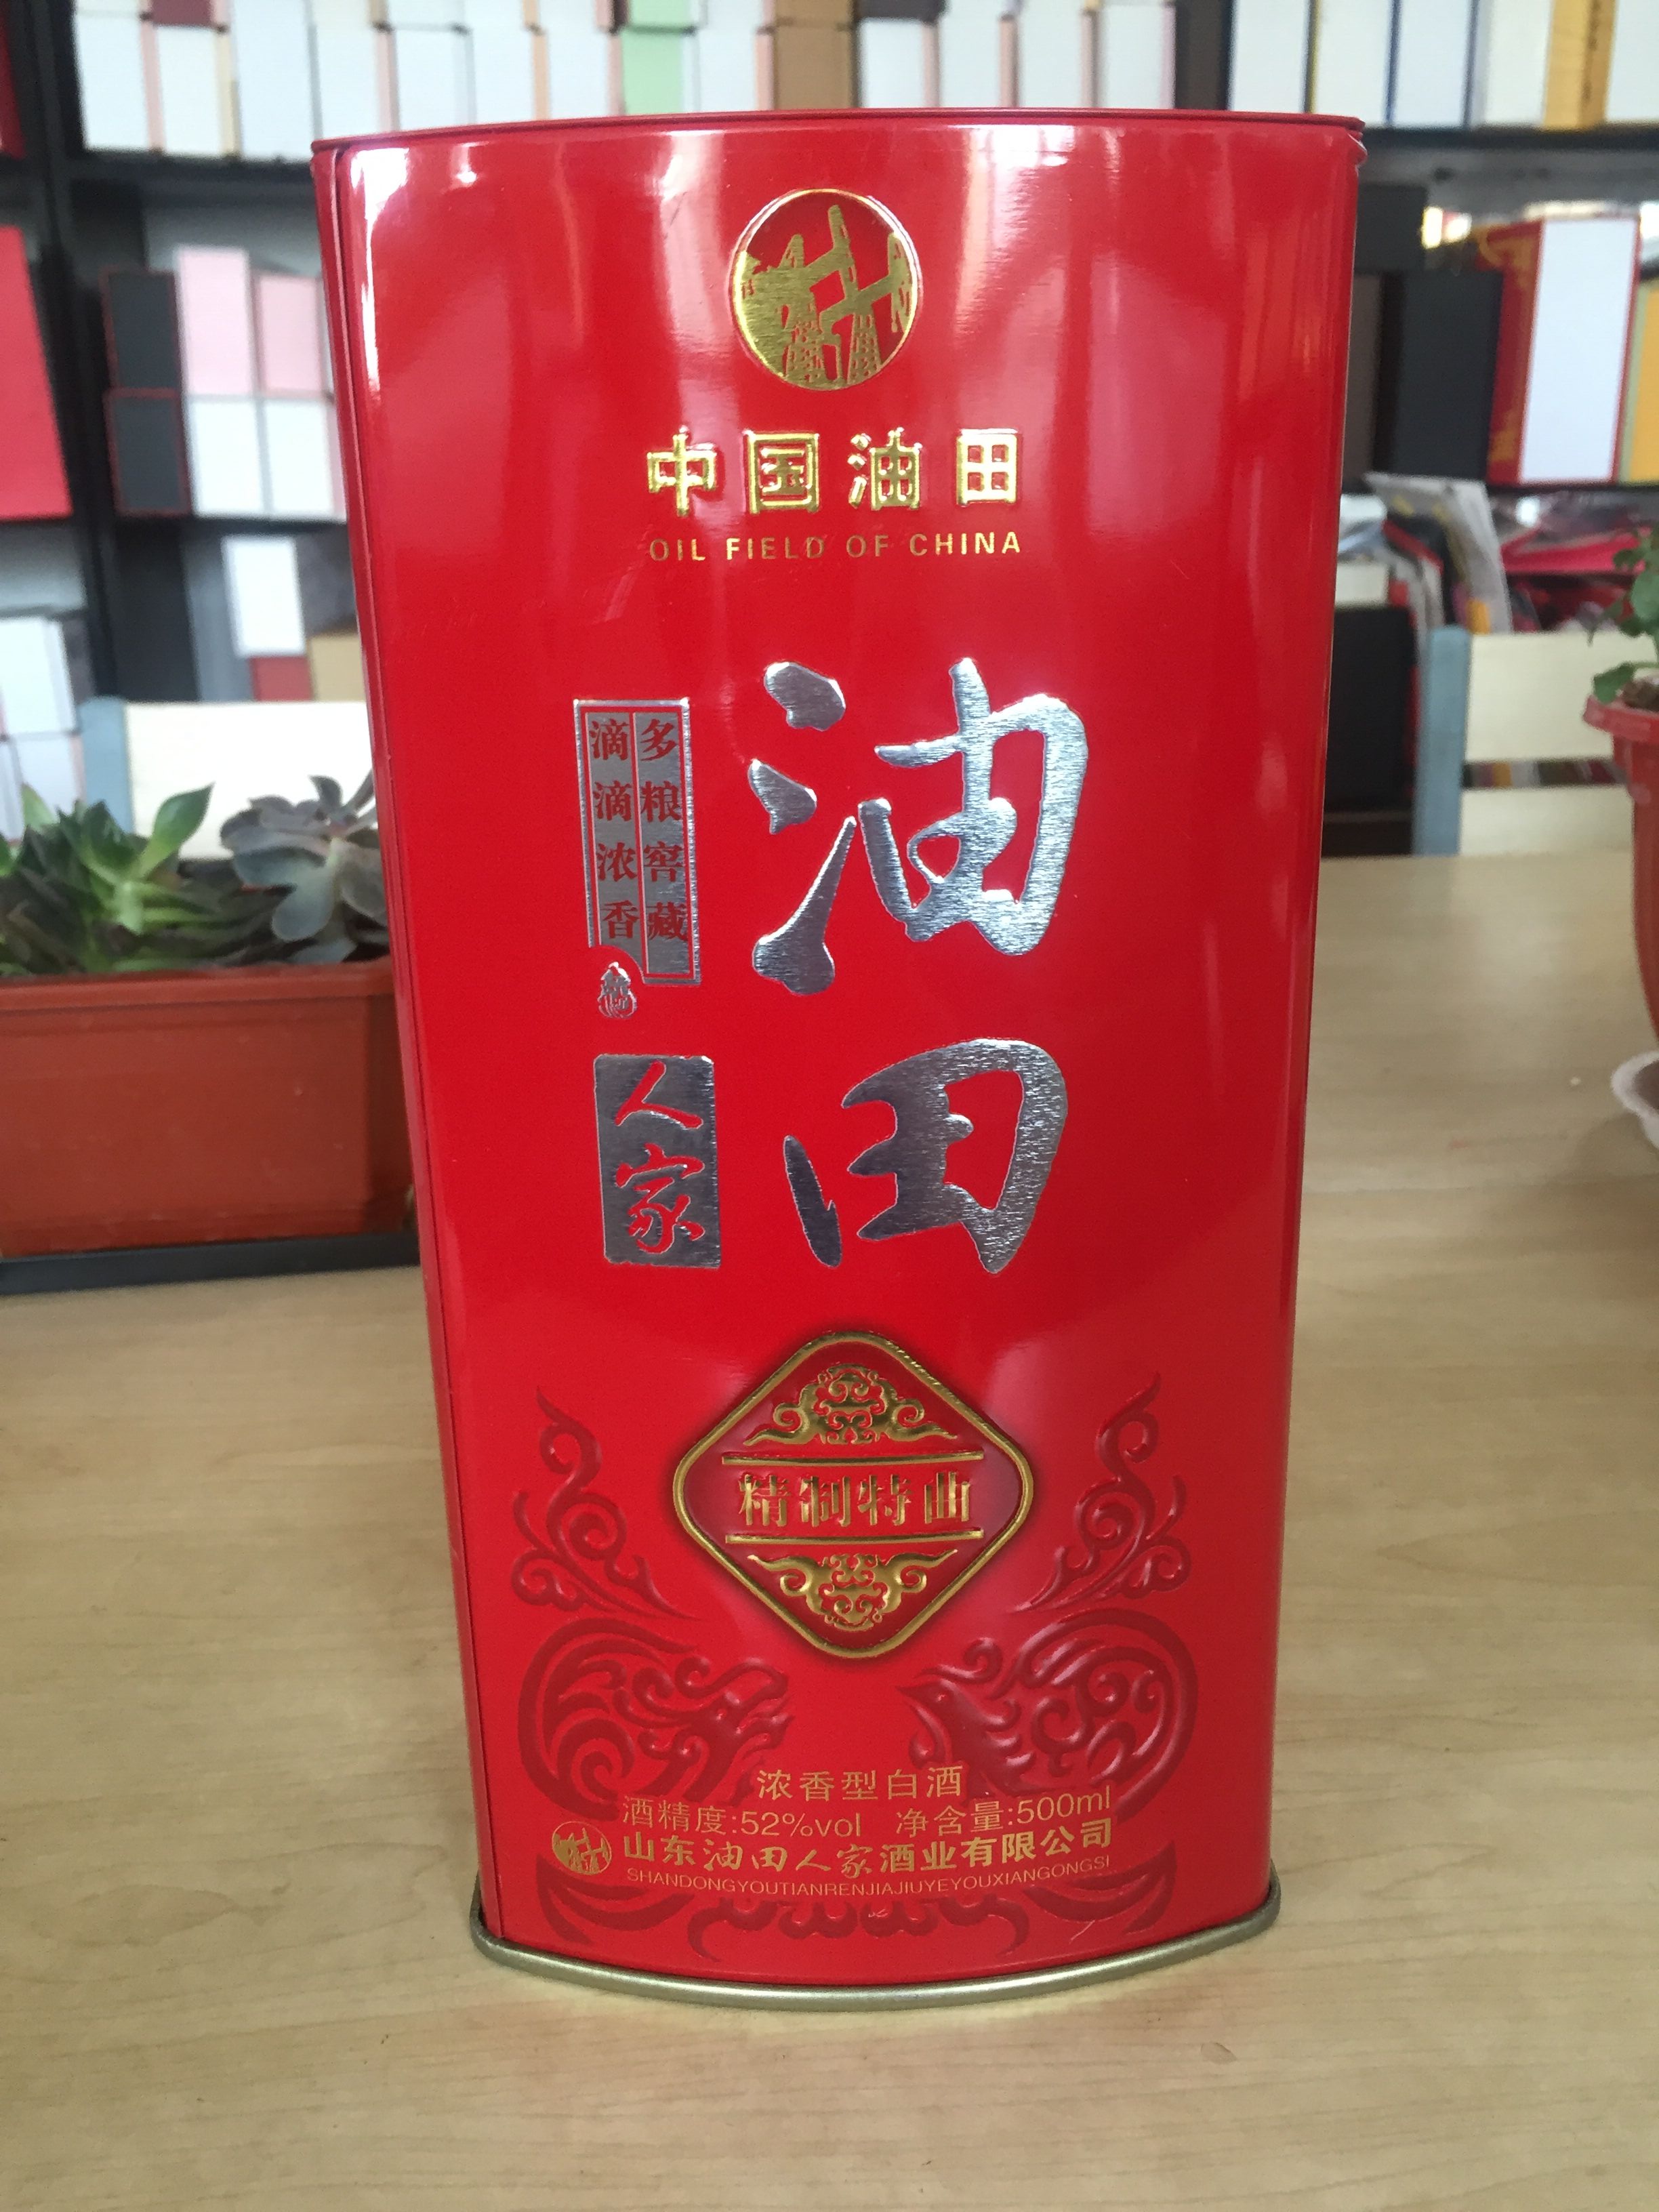 中国油田
OIL FIELD OF CHINA
油田
多粮窖藏
滴滴浓香
人家
精制特曲
浓香型白酒
酒精度:52%vol 净含量:500ml
山东油田人家酒业有限公司
SHANDONGYOUTIANRENJIAJIUYEYOUXIANGONGSI